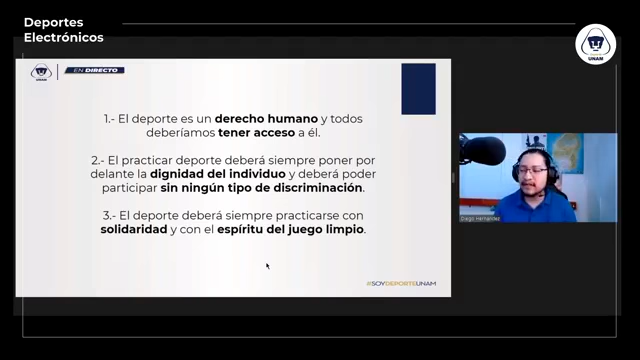 Deportes
Electrónicos
UNAM
UNAM
EN DIRECTO
1.- El deporte es un derecho humano y todos
deberíamos tener acceso a él.
2.- El practicar deporte deberá siempre poner por
delante la dignidad del individuo y deberá poder
participar sin ningún tipo de discriminación.
3.- El deporte deberá siempre practicarse con
solidaridad y con el espíritu del juego limpio.
Diego Hernández
#SOYDEPORTEUNAM